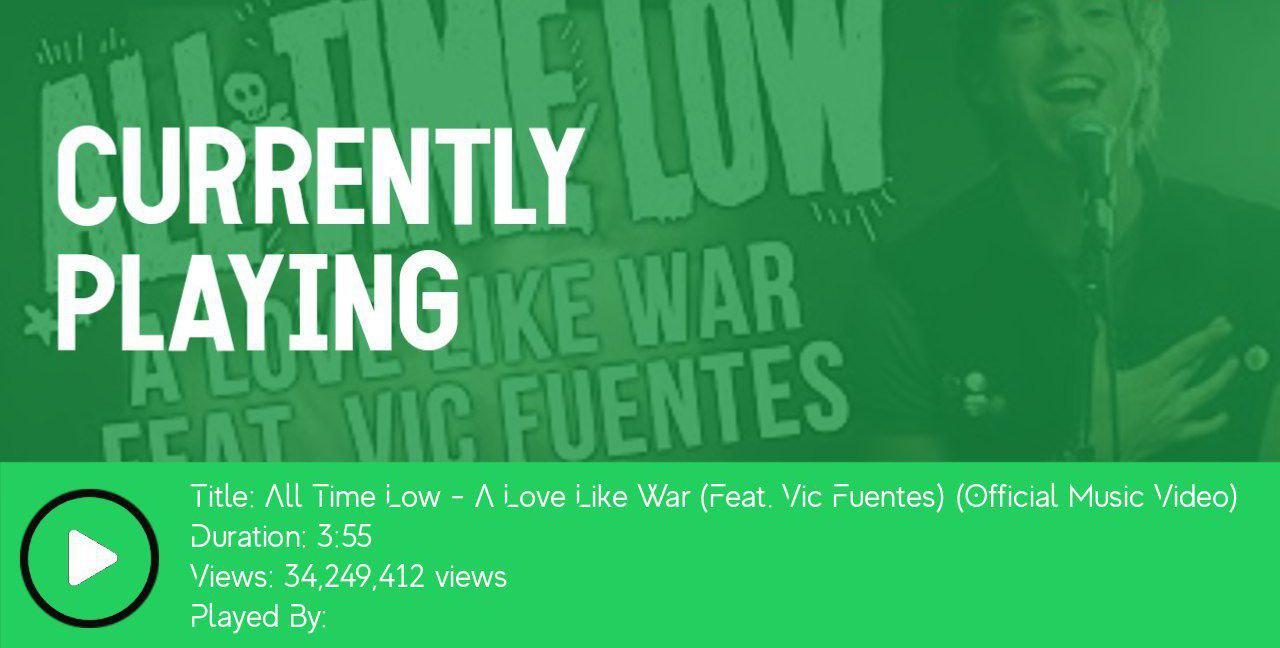 ALL TIME LOW
CURRENTLY
PLAYING
A LOVE LIKE WAR
FEAT. VIC FUENTES
Title: All Time Low - A Love Like War (Feat. Vic Fuentes) (Official Music Video)
Duration: 3:55
Views: 34,249,412 views
Played By: